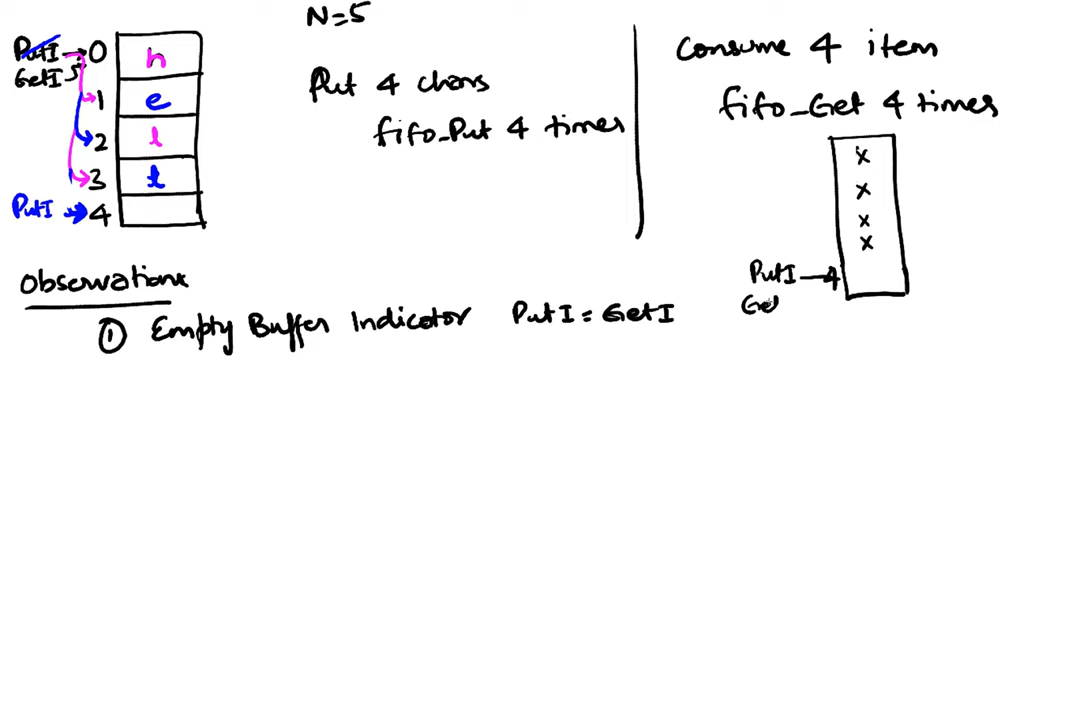 N=5
PutI → 0 h
GetI
1 e
2 l
3 l
PutI → 4
Put 4 chars
fifo_Put 4 times
Consume 4 item
fifo_Get 4 times
x
x
x
x
PutI → 4
Get
Observations
① Empty Buffer Indicator PutI = GetI